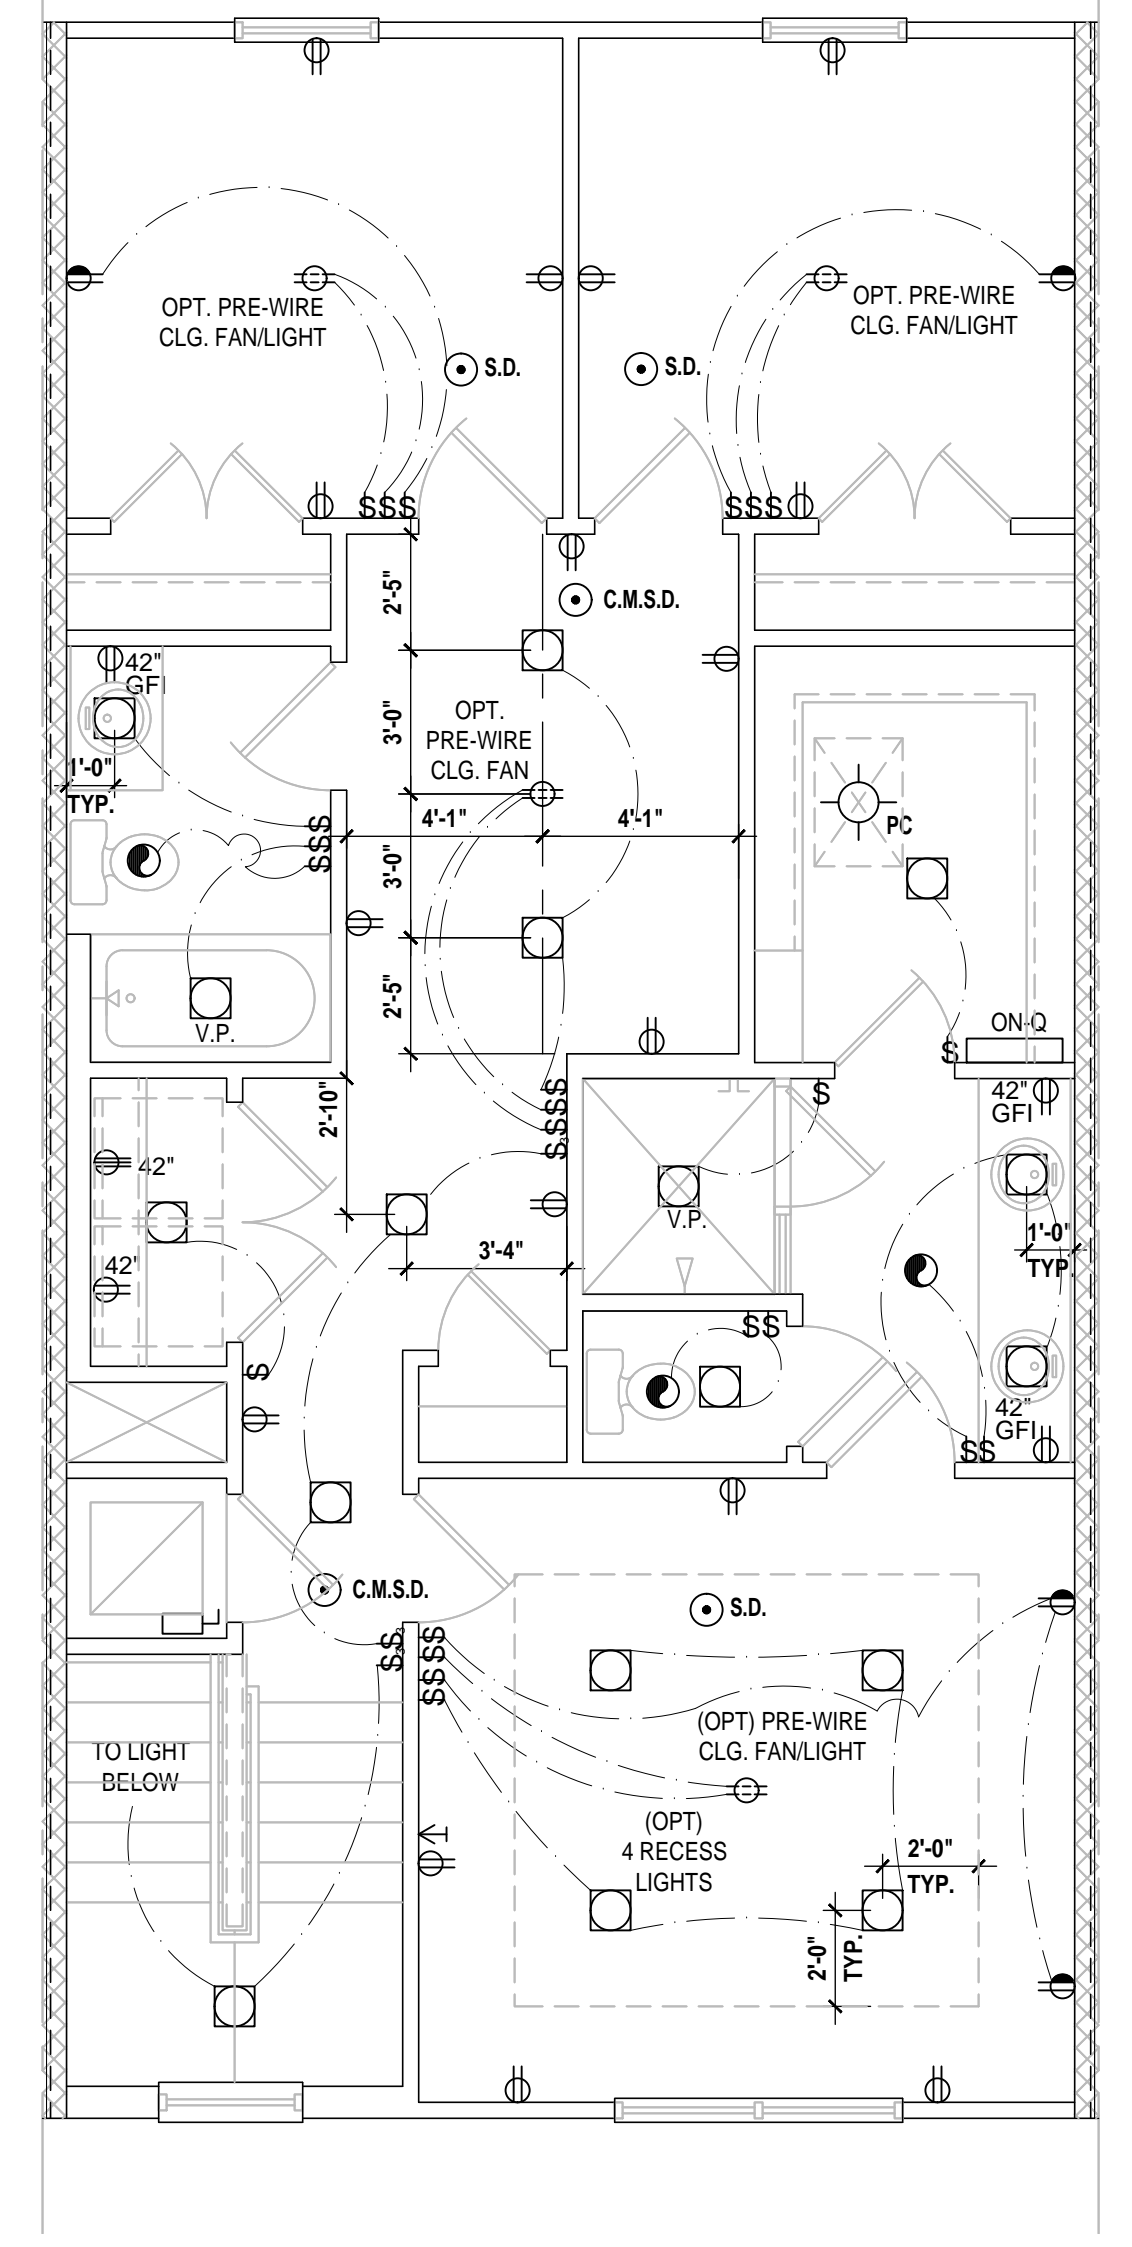 OPT. PRE-WIRE
CLG. FAN/LIGHT
OPT. PRE-WIRE
CLG. FAN/LIGHT
S.D.
S.D.
SSS
SSS
2'-5"
C.M.S.D.
42"
GFI
3'-0"
OPT.
PRE-WIRE
CLG. FAN
1'-0"
TYP.
4'-1"
4'-1"
PC
S
S
S
3'-0"
2'-5"
V.P.
ON-Q
S
2'-10"
S
S
S
S3
S
42"
GFI
42"
V.P.
42"
3'-4"
1'-0"
TYP.
SS
S
42"
GFI
SS
C.M.S.D.
S.D.
S3
S3
S
S
S
S
(OPT) PRE-WIRE
CLG. FAN/LIGHT
TO LIGHT
BELOW
(OPT)
4 RECESS
LIGHTS
2'-0"
TYP.
2'-0"
TYP.